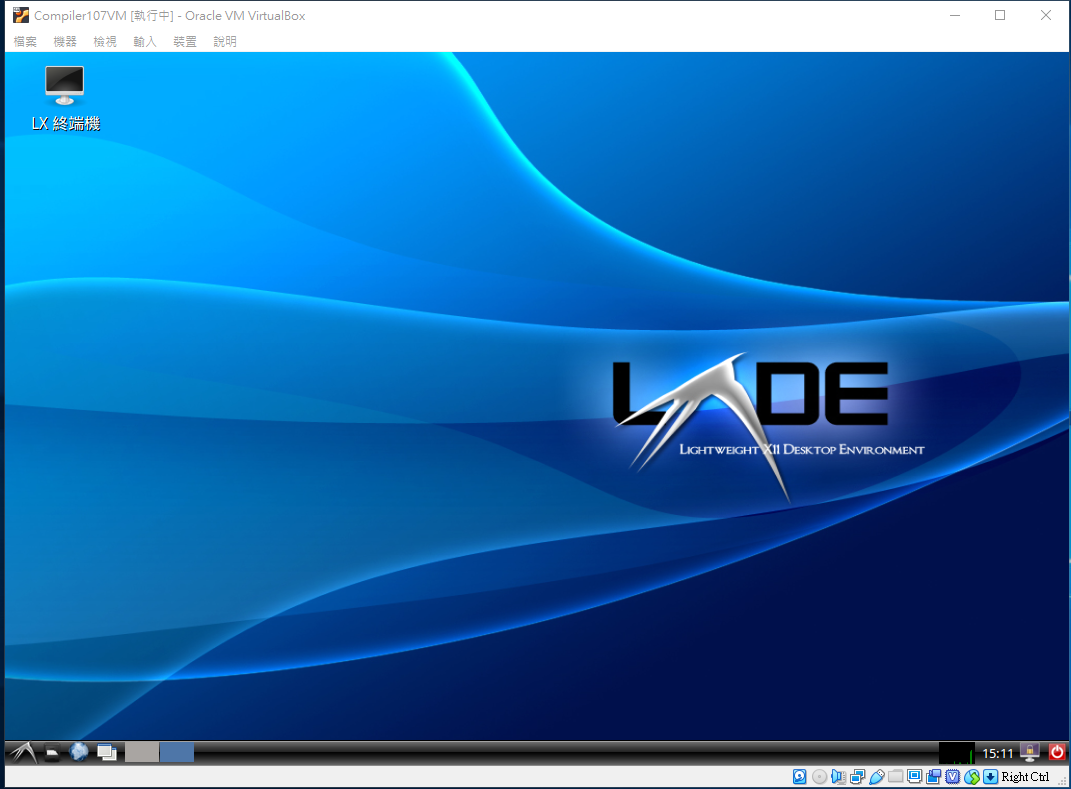 Compiler107VM [執行中] - Oracle VM VirtualBox
檔案 機器 檢視 輸入 裝置 說明
LX 終端機
LXDE
LIGHTWEIGHT X11 DESKTOP ENVIRONMENT
15:11
Right Ctrl